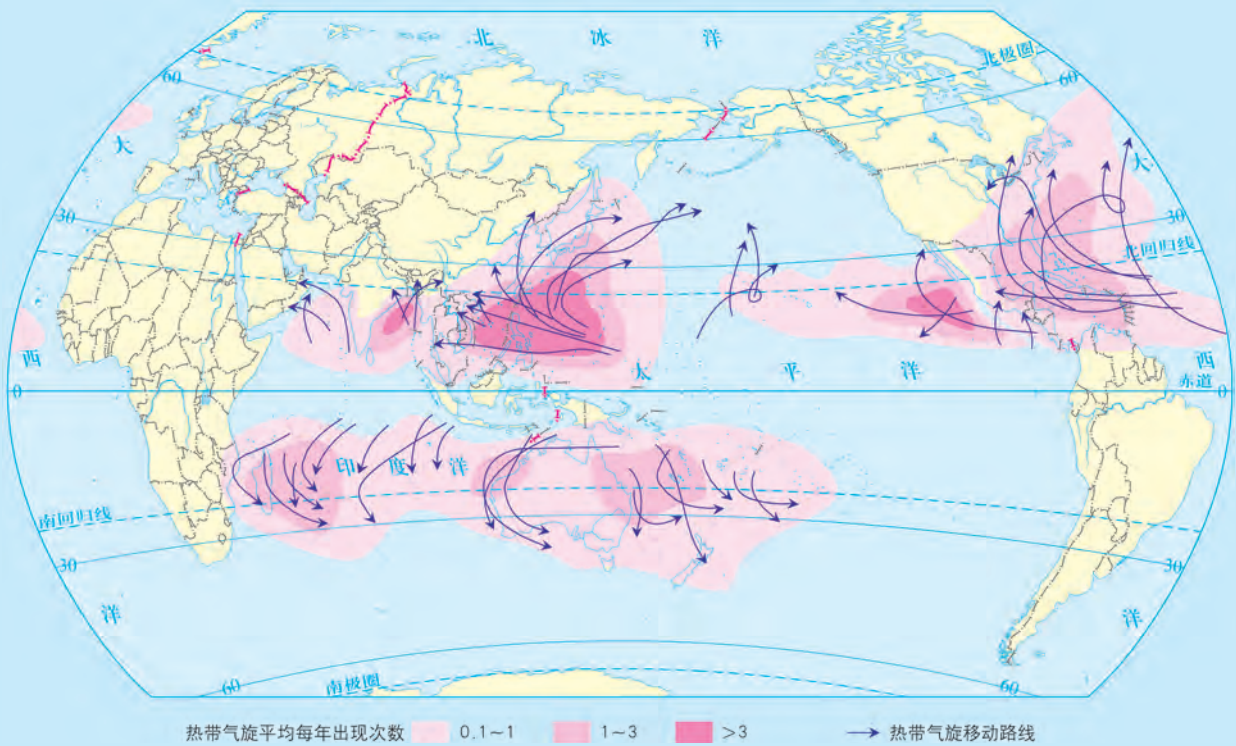 北冰洋
北极圈
60
60
大
大
30
30
北回归线
西
太平洋
西
赤道
0
0
印度洋
南回归线
30
30
洋
洋
60
南极圈
60
热带气旋平均每年出现次数 0.1~1 1~3 >3 热带气旋移动路线